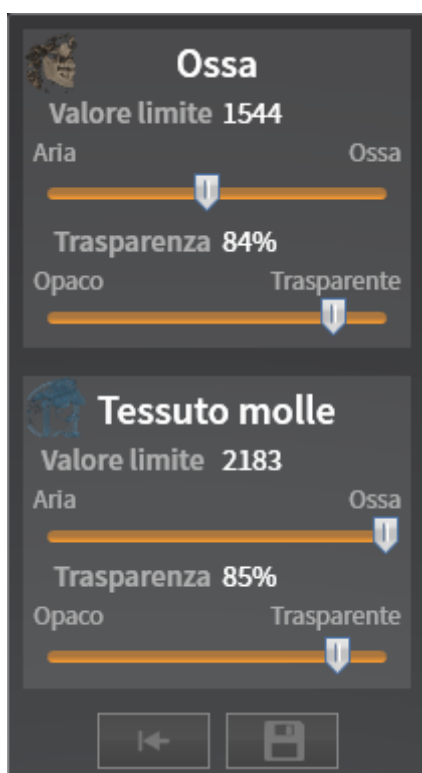 Ossa
Valore limite 1544
Aria Ossa
Trasparenza 84%
Opaco Trasparente
Tessuto molle
Valore limite 2183
Aria Ossa
Trasparenza 85%
Opaco Trasparente